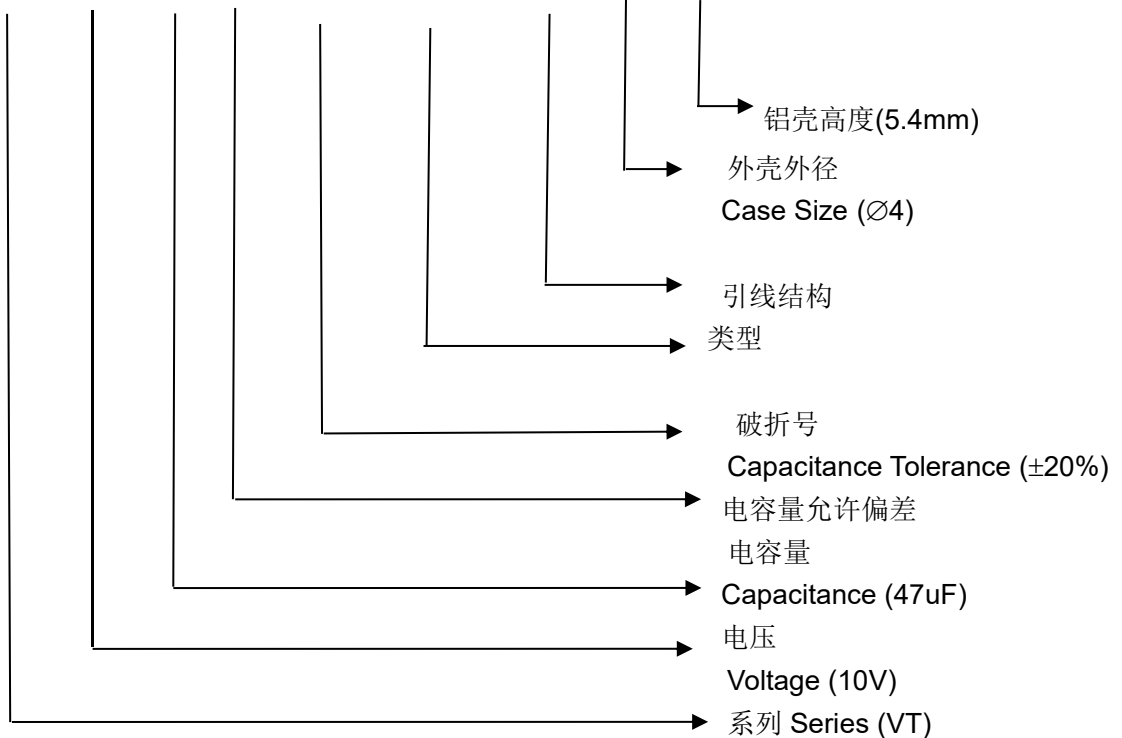 铝壳高度(5.4mm)
外壳外径
Case Size (∅4)
引线结构
类型
破折号
Capacitance Tolerance (±20%)
电容量允许偏差
电容量
Capacitance (47uF)
电压
Voltage (10V)
系列 Series (VT)